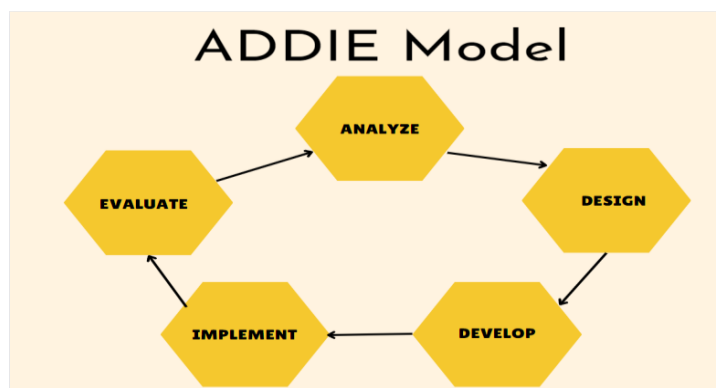 ADDIE Model
ANALYZE
DESIGN
DEVELOP
IMPLEMENT
EVALUATE